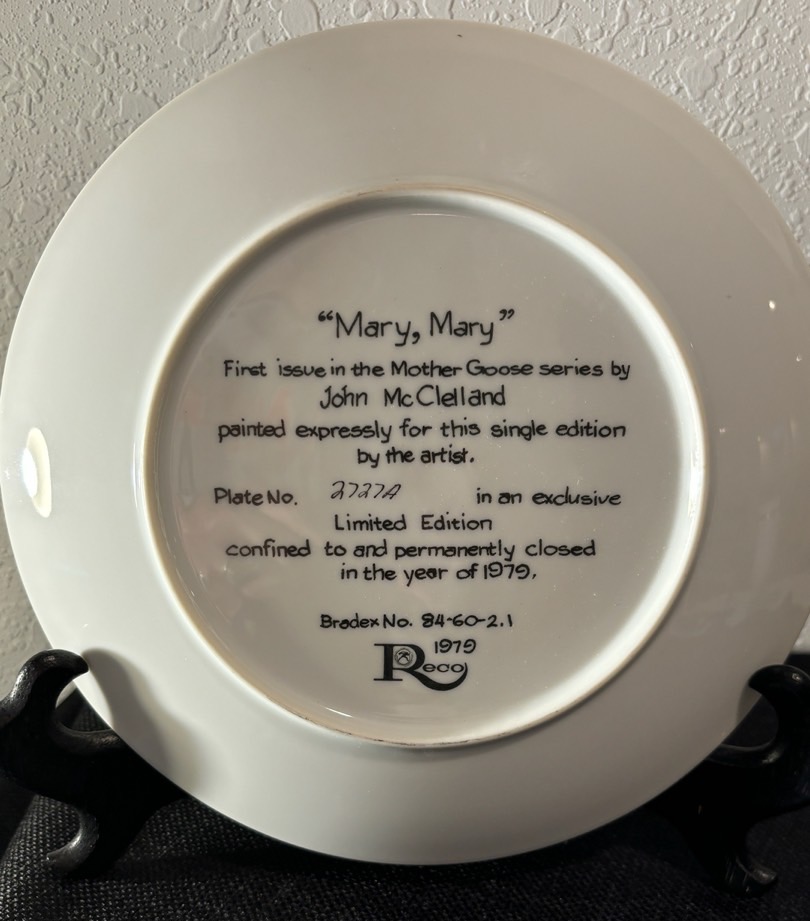 “Mary, Mary”
First issue in the Mother Goose series by
John McClelland
painted expressly for this single edition
by the artist.
Plate No. 2727A in an exclusive
Limited Edition
confined to and permanently closed
in the year of 1979.
Bradex No. 84-60-2.1
1979
Reco